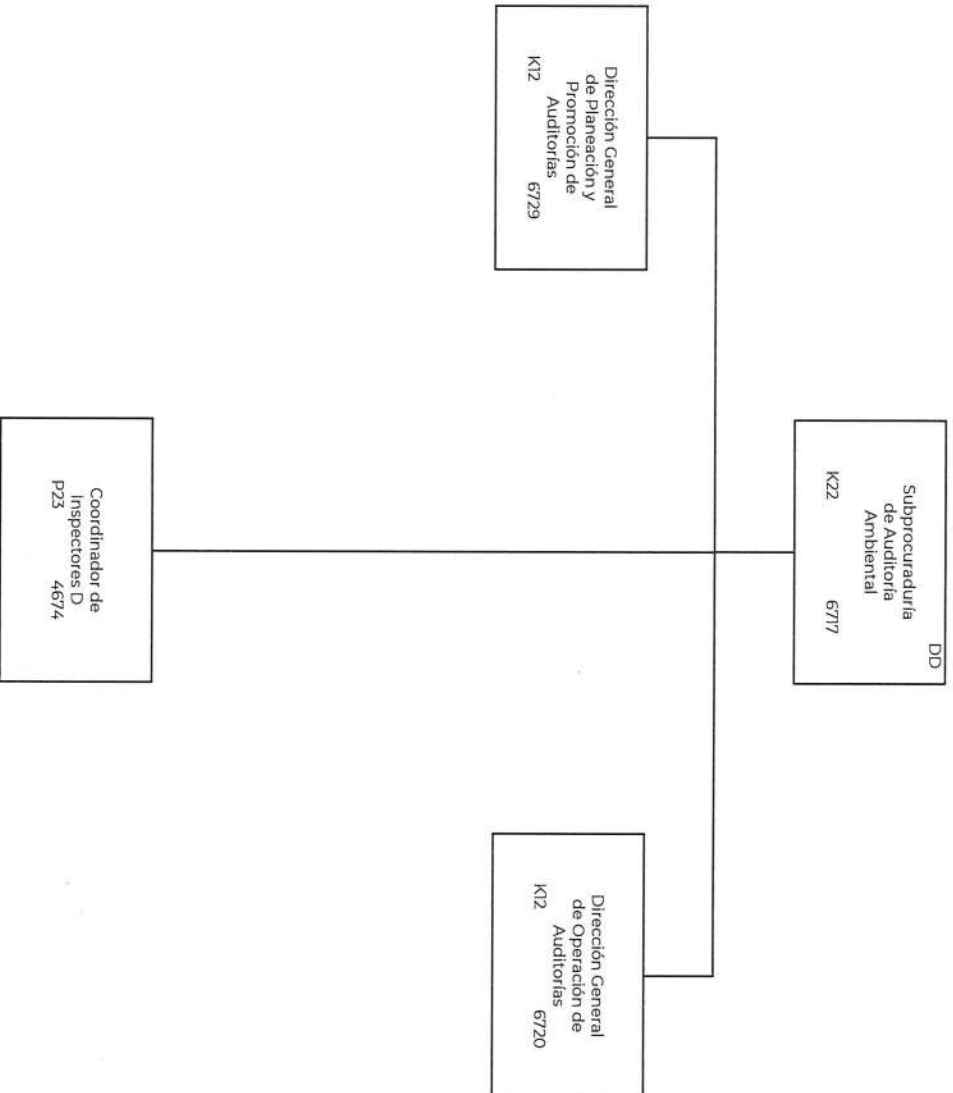 DD
Subprocuraduría
de Auditoría
Ambiental
K22 6717
Dirección General
de Planeación y
Promoción de
Auditorías
K12 6729
Dirección General
de Operación de
Auditorías
K12 6720
Coordinador de
Inspectores D
P23 4674